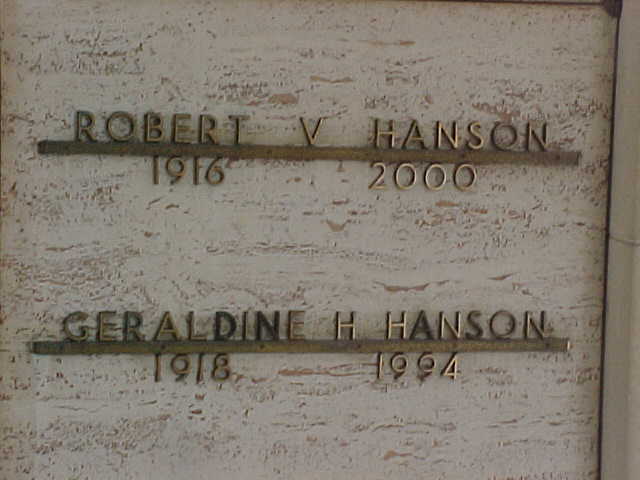 ROBERT V HANSON
1916 2000
GERALDINE H HANSON
1918 1994